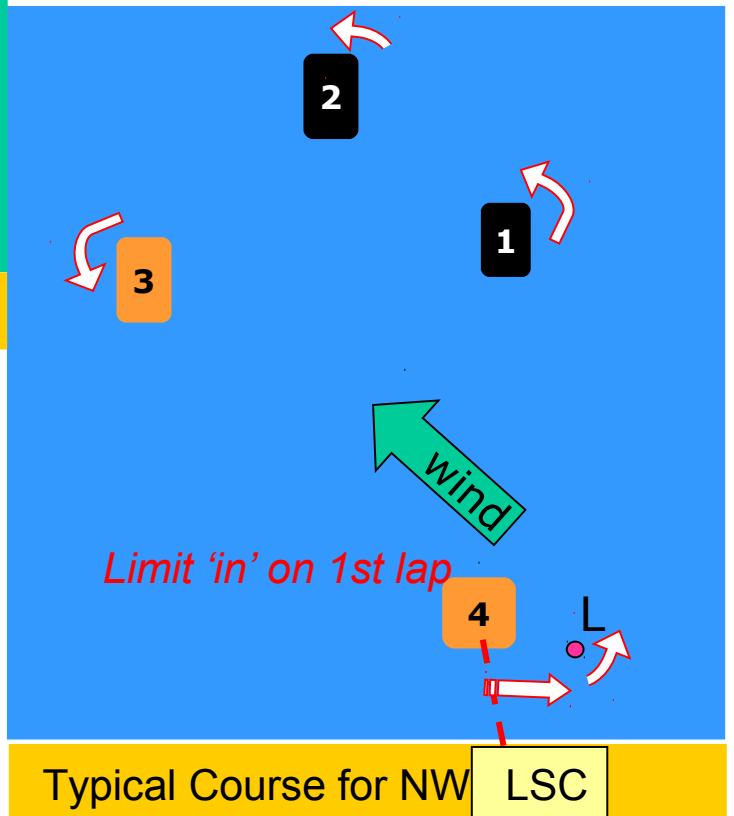 2
1
3
wind
Limit ‘in’ on 1st lap
4
L
Typical Course for NW
LSC